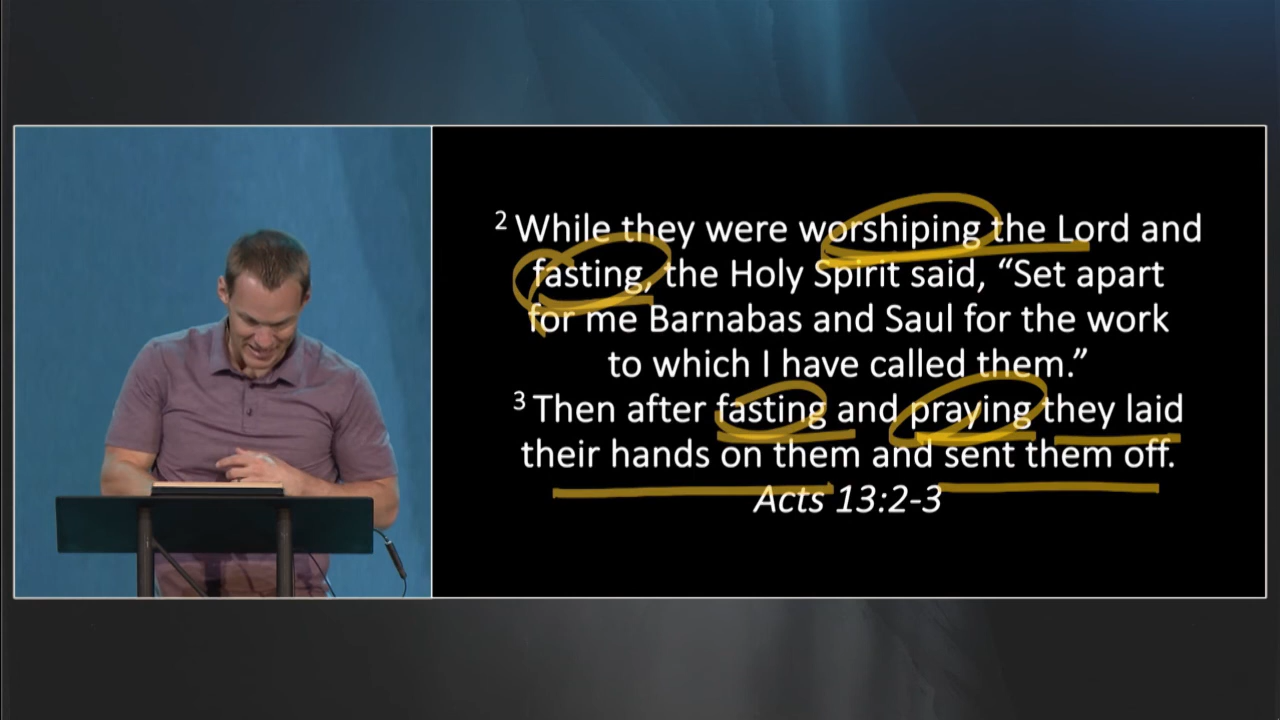 2 While they were worshiping the Lord and
fasting, the Holy Spirit said, “Set apart
for me Barnabas and Saul for the work
to which I have called them.”
3 Then after fasting and praying they laid
their hands on them and sent them off.
Acts 13:2-3